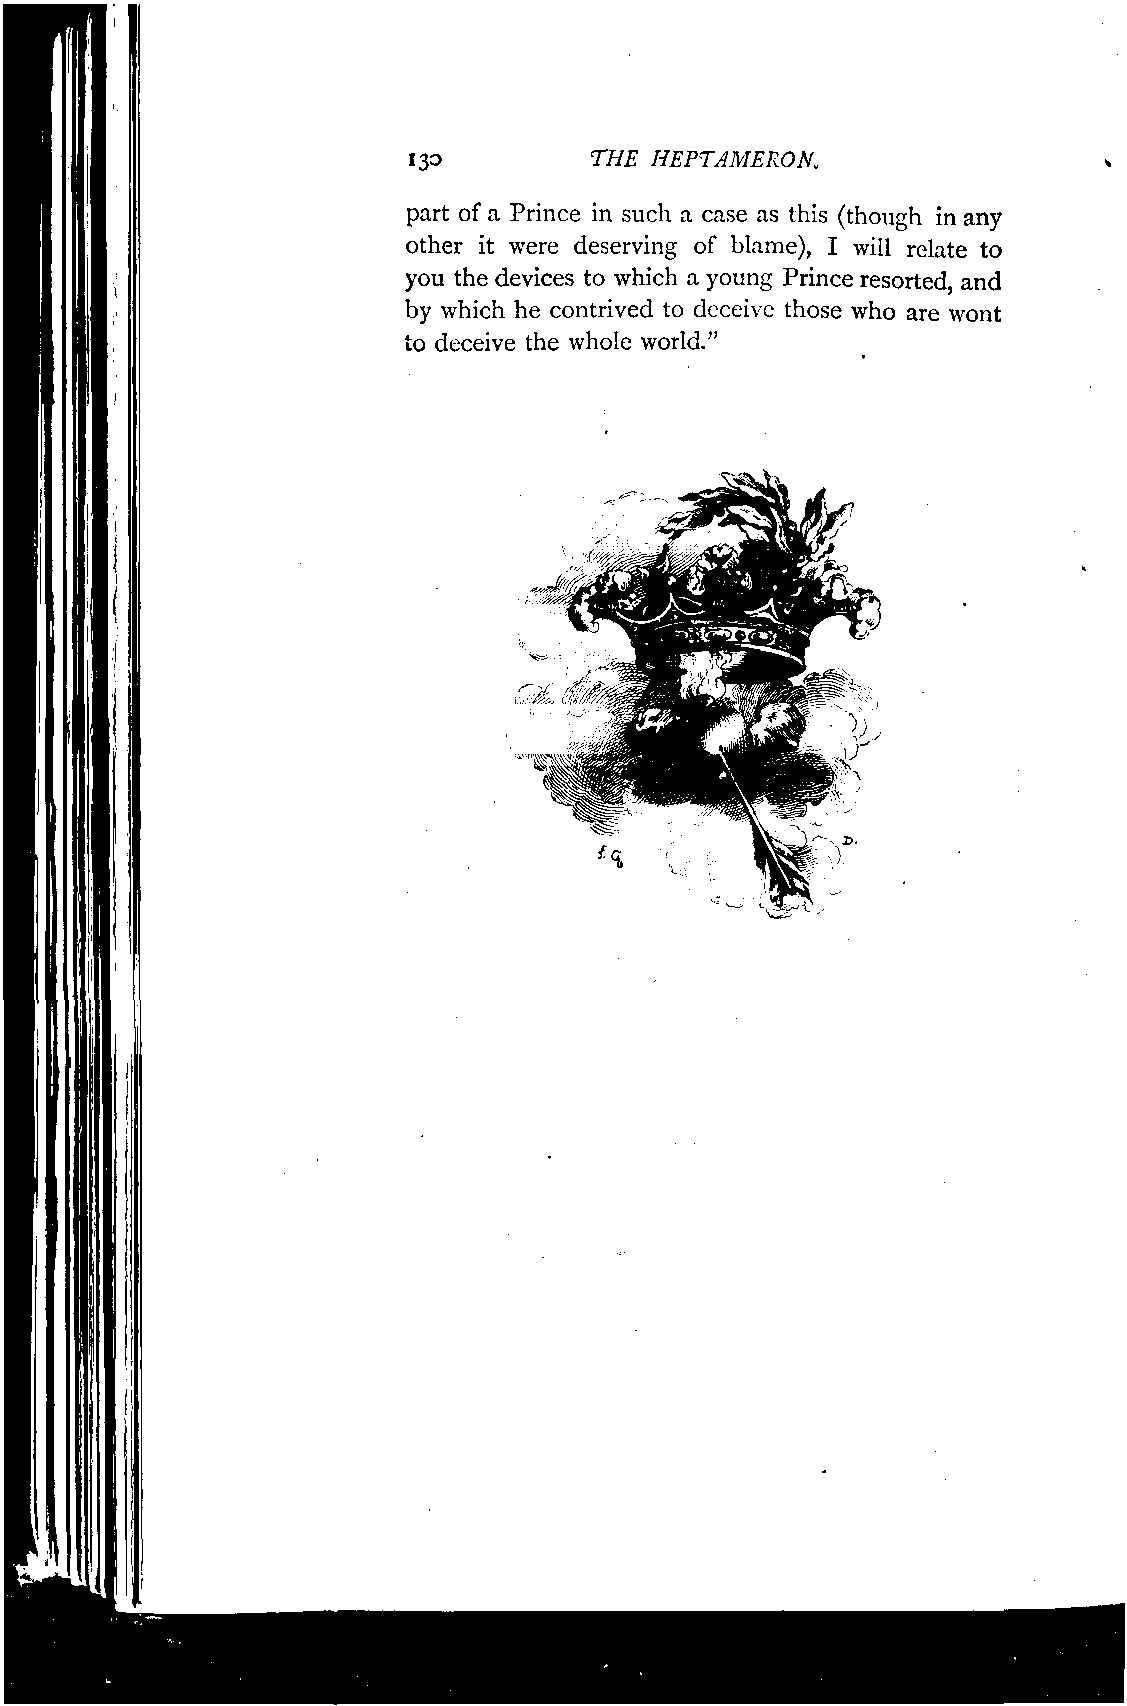 130 THE HEPTAMERON.
part of a Prince in such a case as this (though in any
other it were deserving of blame), I will relate to
you the devices to which a young Prince resorted, and
by which he contrived to deceive those who are wont
to deceive the whole world.”
f. G
D.